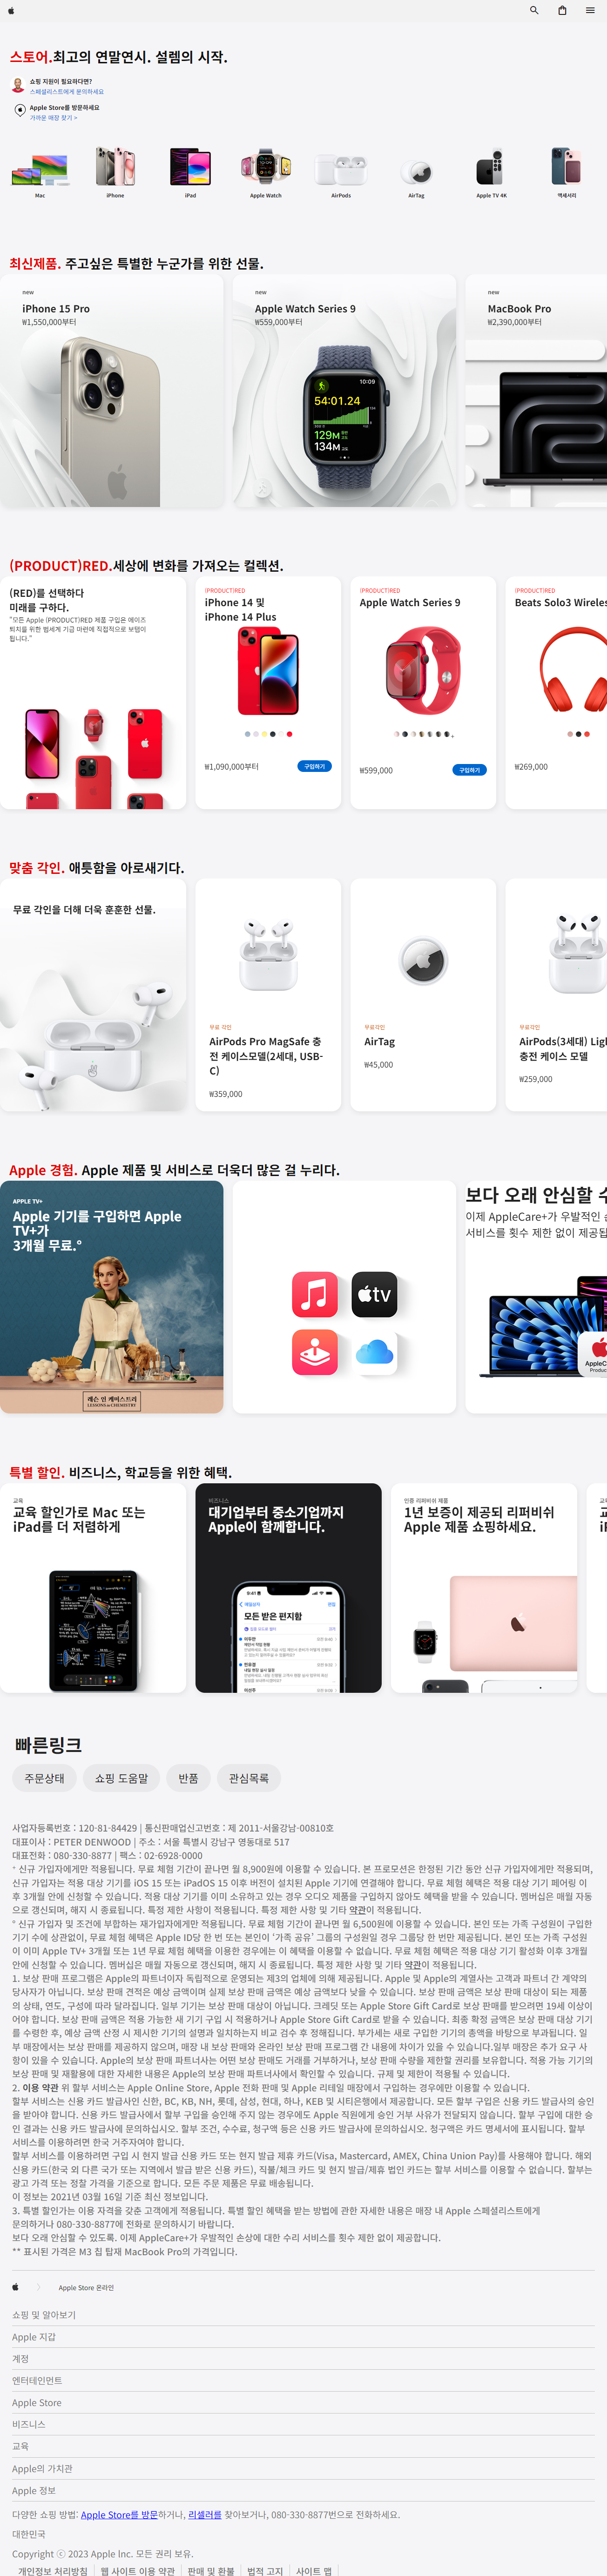 스토어.최고의 연말연시. 설렘의 시작.
쇼핑 지원이 필요하다면?
스페셜리스트에게 문의하세요
Apple Store를 방문하세요
가까운 매장 찾기 >
Mac
iPhone
iPad
Apple Watch
AirPods
AirTag
Apple TV 4K
액세서리
최신제품. 주고싶은 특별한 누군가를 위한 선물.
new
iPhone 15 Pro
₩1,550,000부터
new
Apple Watch Series 9
₩559,000부터
10:09
54:01.24
129M
134M
new
MacBook Pro
₩2,390,000부터
(PRODUCT)RED.세상에 변화를 가져오는 컬렉션.
(RED)를 선택하다
미래를 구하다.
"모든 Apple (PRODUCT)RED 제품 구입은 에이즈
퇴치을 위한 범세계 기금 마련에 직접적으로 보탬이
됩니다."
(PRODUCT)RED
iPhone 14 및
iPhone 14 Plus
₩1,090,000부터
구입하기
(PRODUCT)RED
Apple Watch Series 9
₩599,000
구입하기
(PRODUCT)RED
Beats Solo3 Wireles
₩269,000
맞춤 각인. 애틋함을 아로새기다.
무료 각인을 더해 더욱 훈훈한 선물.
무료 각인
AirPods Pro MagSafe 충
전 케이스모델(2세대, USB-
C)
₩359,000
무료각인
AirTag
₩45,000
무료각인
AirPods(3세대) Ligh
충전 케이스 모델
₩259,000
Apple 경험. Apple 제품 및 서비스로 더욱더 많은 걸 누리다.
APPLE TV+
Apple 기기를 구입하면 Apple
TV+가
3개월 무료.°
레슨 인 케미스트리
LESSONS in CHEMISTRY
tv
보다 오래 안심할 수
이제 AppleCare+가 우발적인 손
서비스를 횟수 제한 없이 제공됩
AppleC
Produc
특별 할인. 비즈니스, 학교등을 위한 혜택.
교육
교육 할인가로 Mac 또는
iPad를 더 저렴하게
비즈니스
대기업부터 중소기업까지
Apple이 함께합니다.
9:41
모든 받은 편지함
인증 리퍼비쉬 제품
1년 보증이 제공되 리퍼비쉬
Apple 제품 쇼핑하세요.
빠른링크
주문상태
쇼핑 도움말
반품
관심목록
사업자등록번호 : 120-81-84429 | 통신판매업신고번호 : 제 2011-서울강남-00810호
대표이사 : PETER DENWOOD | 주소 : 서울 특별시 강남구 영동대로 517
대표전화 : 080-330-8877 | 팩스 : 02-6928-0000
⁺ 신규 가입자에게만 적용됩니다. 무료 체험 기간이 끝나면 월 8,900원에 이용할 수 있습니다. 본 프로모션은 한정된 기간 동안 신규 가입자에게만 적용되며,
신규 가입자는 적용 대상 기기를 iOS 15 또는 iPadOS 15 이후 버전이 설치된 Apple 기기에 연결해야 합니다. 무료 체험 혜택은 적용 대상 기기 페어링 이
후 3개월 안에 신청할 수 있습니다. 적용 대상 기기를 이미 소유하고 있는 경우 오디오 제품을 구입하지 않아도 혜택을 받을 수 있습니다. 멤버십은 매월 자동
으로 갱신되며, 해지 시 종료됩니다. 특정 제한 사항이 적용됩니다. 특정 제한 사항 및 기타 약관이 적용됩니다.
° 신규 가입자 및 조건에 부합하는 재가입자에게만 적용됩니다. 무료 체험 기간이 끝나면 월 6,500원에 이용할 수 있습니다. 본인 또는 가족 구성원이 구입한
기기 수에 상관없이, 무료 체험 혜택은 Apple ID당 한 번 또는 본인이 '가족 공유' 그룹의 구성원일 경우 그룹당 한 번만 제공됩니다. 본인 또는 가족 구성원
이 이미 Apple TV+ 3개월 또는 1년 무료 체험 혜택을 이용한 경우에는 이 혜택을 이용할 수 없습니다. 무료 체험 혜택은 적용 대상 기기 활성화 이후 3개월
안에 신청할 수 있습니다. 멤버십은 매월 자동으로 갱신되며, 해지 시 종료됩니다. 특정 제한 사항 및 기타 약관이 적용됩니다.
1. 보상 판매 프로그램은 Apple의 파트너이자 독립적으로 운영되는 제3의 업체에 의해 제공됩니다. Apple 및 Apple의 계열사는 고객과 파트너 간 계약의
당사자가 아닙니다. 보상 판매 견적은 예상 금액이며 실제 보상 판매 금액은 예상 금액보다 낮을 수 있습니다. 보상 판매 금액은 보상 판매 대상이 되는 제품
의 상태, 연도, 구성에 따라 달라집니다. 일부 기기는 보상 판매 대상이 아닙니다. 크레딧 또는 Apple Store Gift Card로 보상 판매를 받으려면 19세 이상이
어야 합니다. 보상 판매 금액은 적용 가능한 새 기기 구입 시 적용하거나 Apple Store Gift Card로 받을 수 있습니다. 최종 확정 금액은 보상 판매 대상 기기
를 수령한 후, 예상 금액 산정 시 제시한 기기의 설명과 일치하는지 비교 검수 후 정해집니다. 부가세는 새로 구입한 기기의 총액을 바탕으로 부과됩니다. 일
부 매장에서는 보상 판매를 제공하지 않으며, 매장 내 보상 판매와 온라인 보상 판매 프로그램 간 내용에 차이가 있을 수 있습니다.일부 매장은 추가 요구 사
항이 있을 수 있습니다. Apple의 보상 판매 파트너사는 어떤 보상 판매도 거래를 거부하거나, 보상 판매 수량을 제한할 권리를 보유합니다. 적용 가능 기기의
보상 판매 및 재활용에 대한 자세한 내용은 Apple의 보상 판매 파트너사에서 확인할 수 있습니다. 규제 및 제한이 적용될 수 있습니다.
2. 이용 약관 위 할부 서비스는 Apple Online Store, Apple 전화 판매 및 Apple 리테일 매장에서 구입하는 경우에만 이용할 수 있습니다.
할부 서비스는 신용 카드 발급사인 신한, BC, KB, NH, 롯데, 삼성, 현대, 하나, KEB 및 시티은행에서 제공합니다. 모든 할부 구입은 신용 카드 발급사의 승인
을 받아야 합니다. 신용 카드 발급사에서 할부 구입을 승인해 주지 않는 경우에도 Apple 직원에게 승인 거부 사유가 전달되지 않습니다. 할부 구입에 대한 승
인 결과는 신용 카드 발급사에 문의하십시오. 할부 조건, 수수료, 청구액 등은 신용 카드 발급사에 문의하십시오. 청구액은 카드 명세서에 표시됩니다. 할부
서비스를 이용하려면 한국 거주자여야 합니다.
할부 서비스를 이용하려면 구입 시 현지 발급 신용 카드 또는 현지 발급 제휴 카드(Visa, Mastercard, AMEX, China Union Pay)를 사용해야 합니다. 해외
신용 카드(한국 외 다른 국가 또는 지역에서 발급 받은 신용 카드), 직불/체크 카드 및 현지 발급/제휴 법인 카드는 할부 서비스를 이용할 수 없습니다. 할부는
광고 가격 또는 정찰 가격을 기준으로 합니다. 모든 주문 제품은 무료 배송됩니다.
이 정보는 2021년 03월 16일 기준 최신 정보입니다.
3. 특별 할인가는 이용 자격을 갖춘 고객에게 적용됩니다. 특별 할인 혜택을 받는 방법에 관한 자세한 내용은 매장 내 Apple 스페셜리스트에게
문의하거나 080-330-8877에 전화로 문의하시기 바랍니다.
보다 오래 안심할 수 있도록. 이제 AppleCare+가 우발적인 손상에 대한 수리 서비스를 횟수 제한 없이 제공합니다.
** 표시된 가격은 M3 칩 탑재 MacBook Pro의 가격입니다.
Apple Store 온라인
쇼핑 및 알아보기
Apple 지갑
계정
엔터테인먼트
Apple Store
비즈니스
교육
Apple의 가치관
Apple 정보
다양한 쇼핑 방법: Apple Store를 방문하거나, 리셀러를 찾아보거나, 080-330-8877번으로 전화하세요.
대한민국
Copyright ⓒ 2023 Apple Inc. 모든 권리 보유.
개인정보 처리방침 | 웹 사이트 이용 약관 | 판매 및 환불 | 법적 고지 | 사이트 맵 |